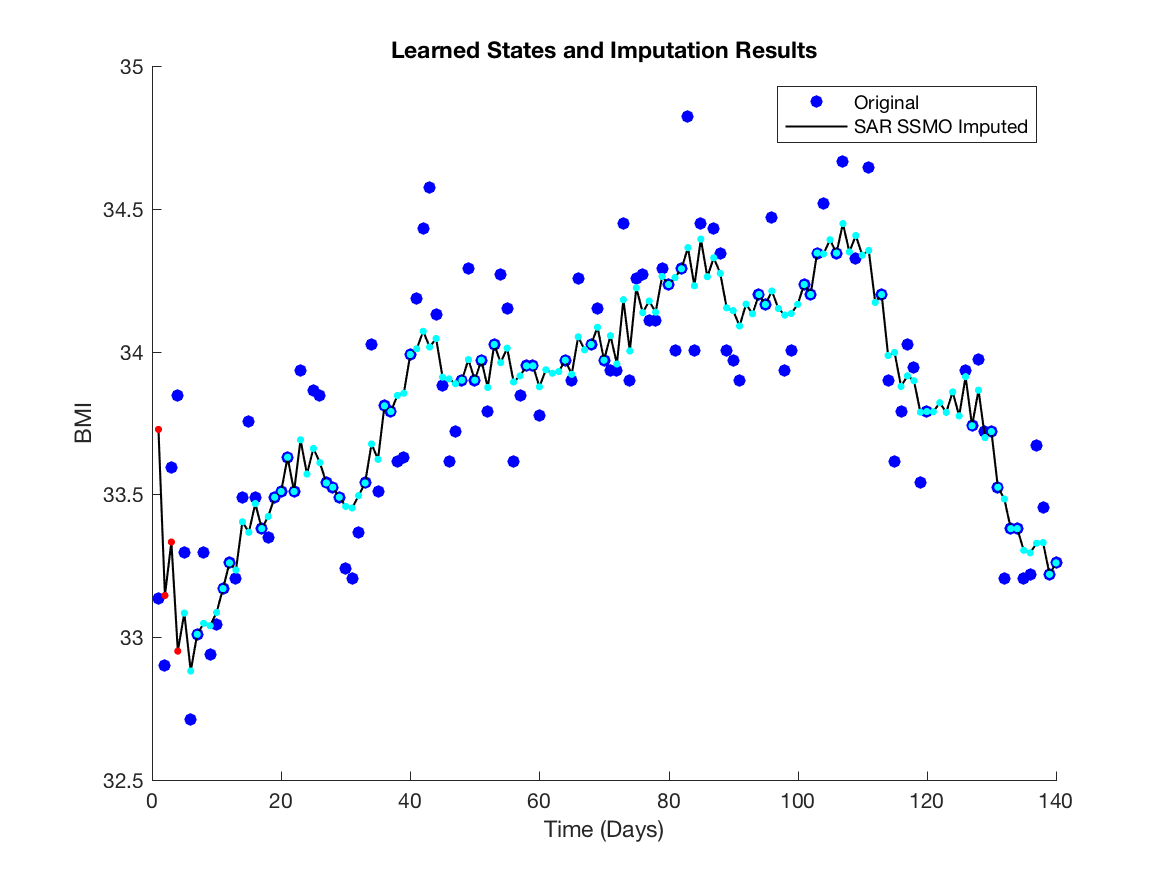 Learned States and Imputation Results
35
Original
SAR SSMO Imputed
34.5
34
BMI
33.5
33
32.5
0 20 40 60 80 100 120 140
Time (Days)